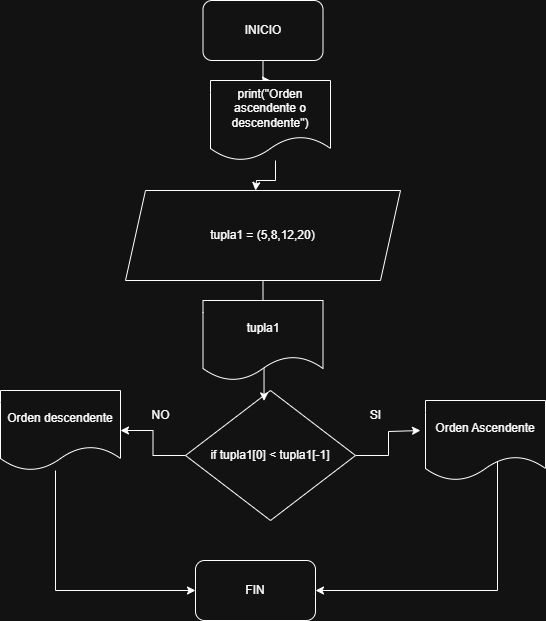 INICIO
print("Orden
ascendente o
descendente")
tupla1 = (5,8,12,20)
tupla1
Orden descendente
NO
if tupla1[0] < tupla1[-1]
SI
Orden Ascendente
FIN